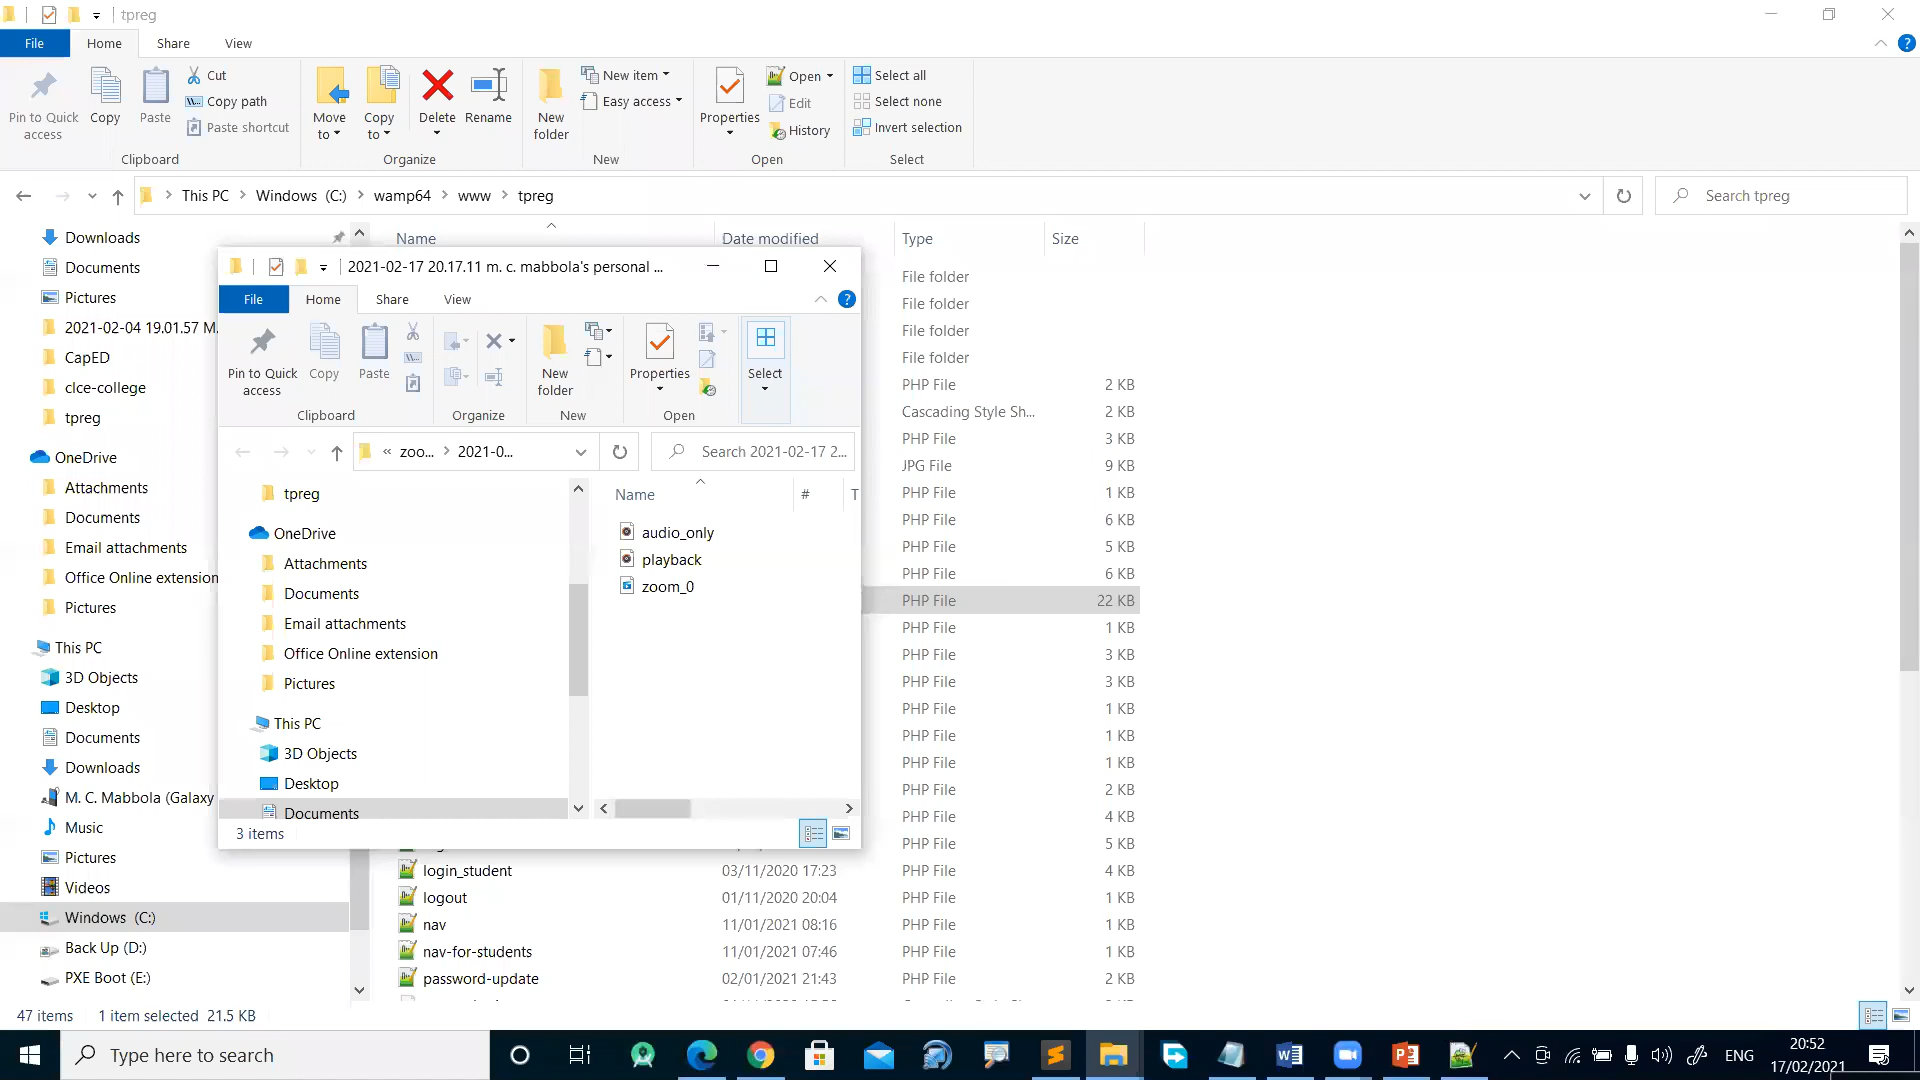 tpreg
File Home Share View
Pin to Quick access
Copy
Paste
Cut
Copy path
Paste shortcut
Clipboard
Move to
Copy to
Delete
Rename
Organize
New folder
New item
Easy access
New
Properties
Open
Edit
History
Open
Select all
Select none
Invert selection
Select
This PC > Windows (C:) > wamp64 > www > tpreg
Search tpreg
Name Date modified Type Size
Downloads
Documents
Pictures
2021-02-04 19.01.57 M.
CapED
clce-college
tpreg
OneDrive
Attachments
Documents
Email attachments
Office Online extension
Pictures
This PC
3D Objects
Desktop
Documents
Downloads
M. C. Mabbola (Galaxy
Music
Pictures
Videos
Windows (C:)
Back Up (D:)
PXE Boot (E:)
2021-02-17 20.17.11 m. c. mabbola's personal ...
File Home Share View
Pin to Quick access
Copy
Paste
Clipboard
Organize
New folder
New
Properties
Open
Select
« zoo... > 2021-0...
Search 2021-02-17 2...
tpreg
OneDrive
Attachments
Documents
Email attachments
Office Online extension
Pictures
This PC
3D Objects
Desktop
Documents
Name # T
audio_only
playback
zoom_0
3 items
File folder
File folder
File folder
File folder
PHP File 2 KB
Cascading Style Sh... 2 KB
PHP File 3 KB
JPG File 9 KB
PHP File 1 KB
PHP File 6 KB
PHP File 5 KB
PHP File 6 KB
PHP File 22 KB
PHP File 1 KB
PHP File 3 KB
PHP File 3 KB
PHP File 1 KB
PHP File 1 KB
PHP File 1 KB
PHP File 2 KB
PHP File 4 KB
PHP File 5 KB
login_student 03/11/2020 17:23 PHP File 4 KB
logout 01/11/2020 20:04 PHP File 1 KB
nav 11/01/2021 08:16 PHP File 1 KB
nav-for-students 11/01/2021 07:46 PHP File 1 KB
password-update 02/01/2021 21:43 PHP File 2 KB
47 items 1 item selected 21.5 KB
Type here to search
ENG
20:52
17/02/2021